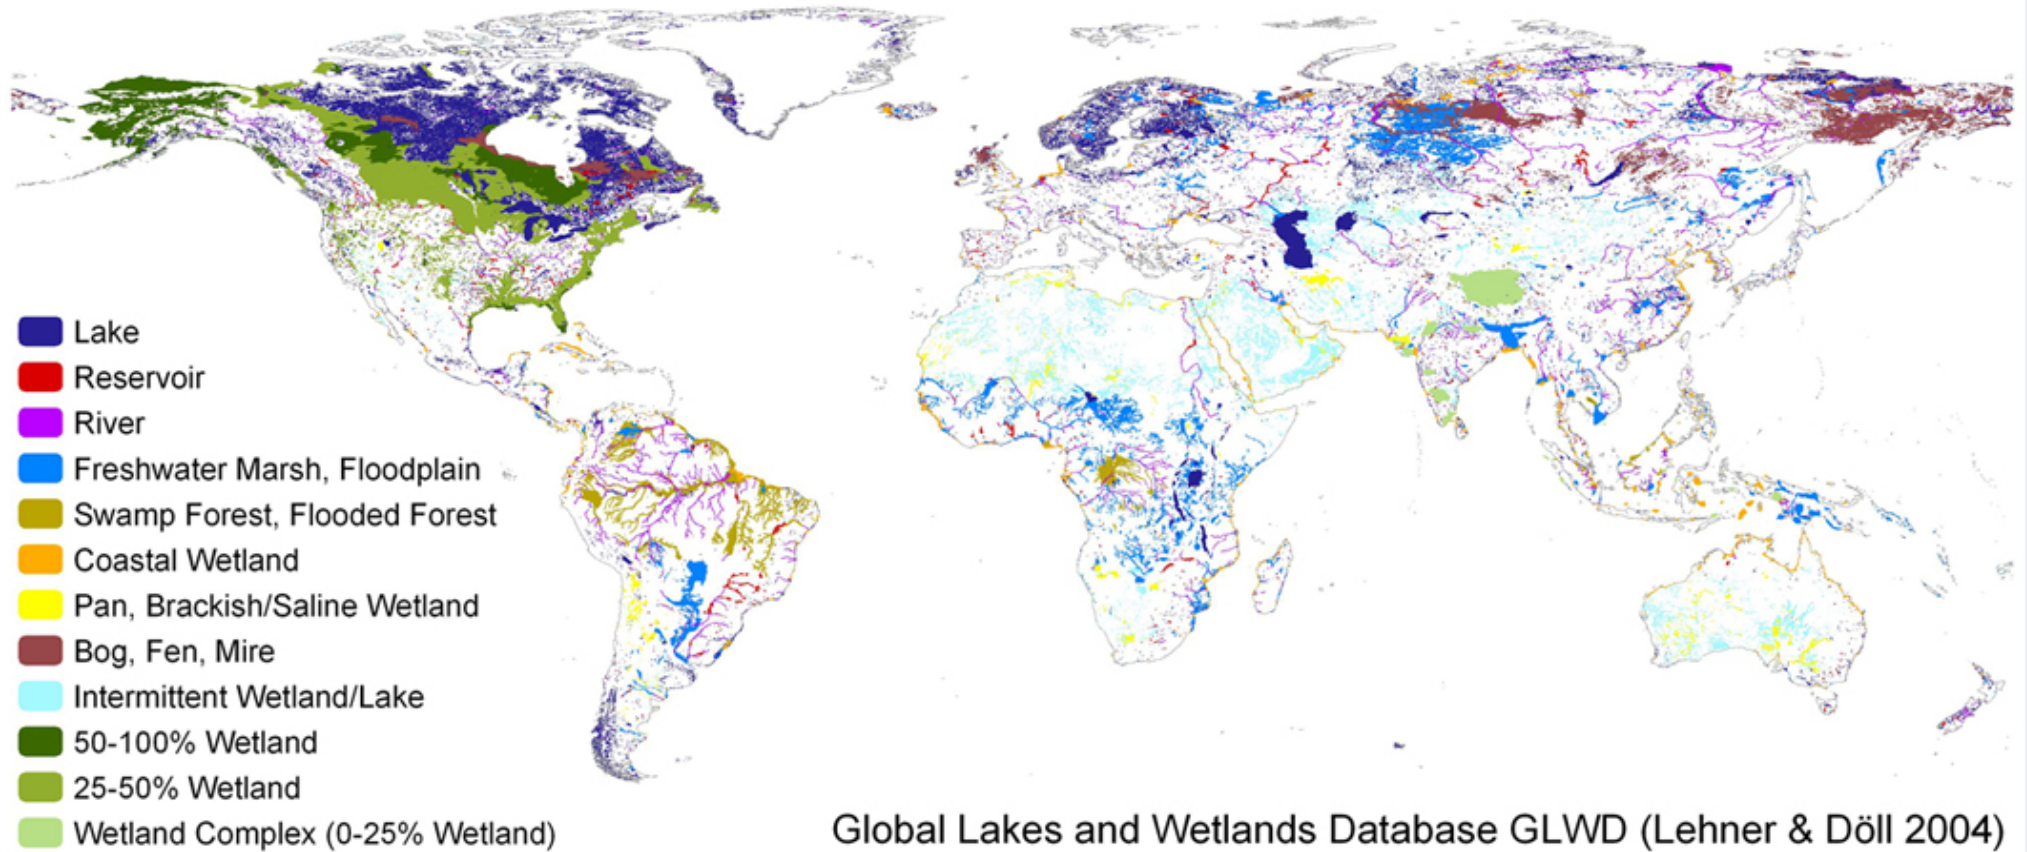 Lake
Reservoir
River
Freshwater Marsh, Floodplain
Swamp Forest, Flooded Forest
Coastal Wetland
Pan, Brackish/Saline Wetland
Bog, Fen, Mire
Intermittent Wetland/Lake
50-100% Wetland
25-50% Wetland
Wetland Complex (0-25% Wetland)
Global Lakes and Wetlands Database GLWD (Lehner & Döll 2004)